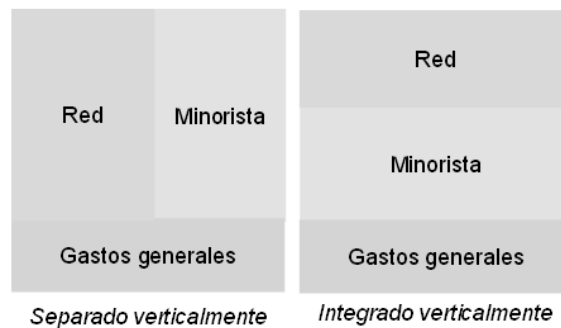 Red
Minorista
Gastos generales
Separado verticalmente
Red
Minorista
Gastos generales
Integrado verticalmente